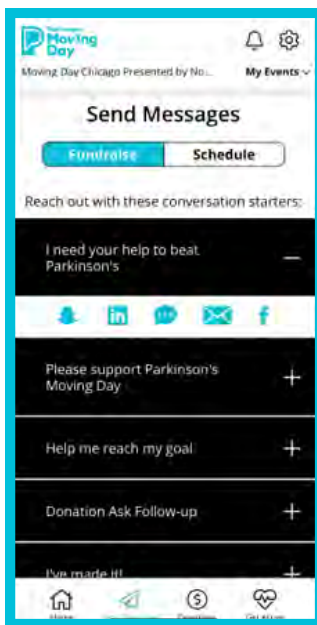 Moving
Day
Moving Day Chicago Presented by No...
My Events
Send Messages
Fundraise
Schedule
Reach out with these conversation starters:
I need your help to beat
Parkinson's
in
f
Please support Parkinson's
Moving Day
Help me reach my goal
Donation Ask Follow-up
I've made it!
Home